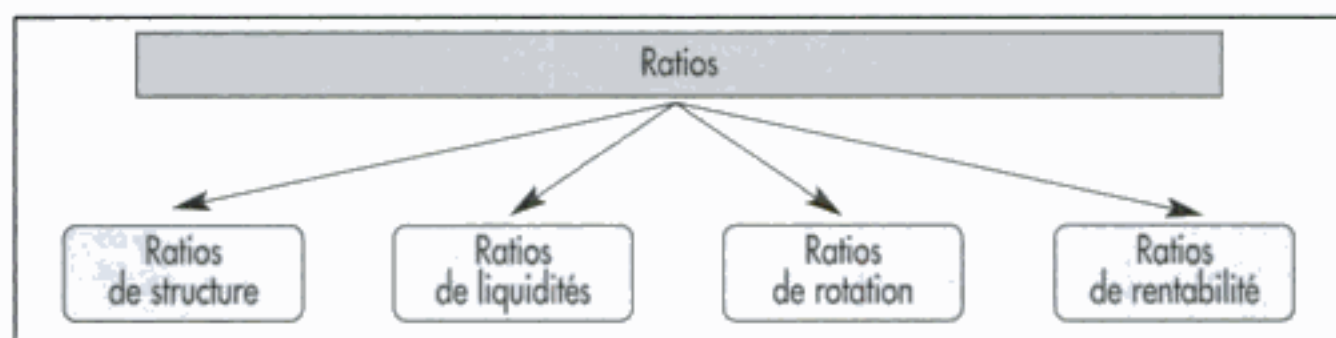 Ratios
Ratios
de structure
Ratios
de liquidités
Ratios
de rotation
Ratios
de rentabilité